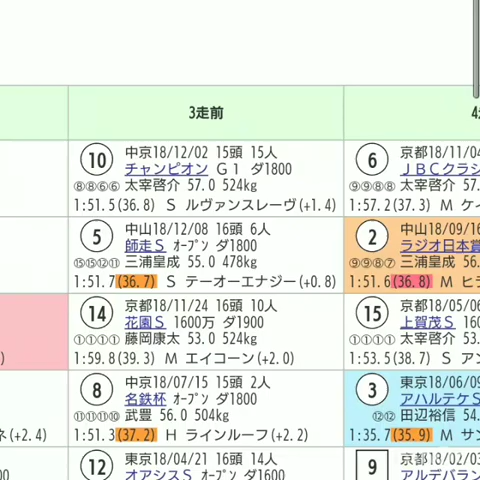 3走前
4
10 中京18/12/02 15頭 15人
チャンピオン G1 ダ1800
⑧⑧⑥⑥ 太宰啓介 57.0 524kg
1:51.5(36.8) S ルヴァンスレーヴ(+1.4)
6 京都18/11/04
JBCクラシ
⑨⑨⑧⑧ 太宰啓介 57.
1:57.2(37.3) M ケイ
5 中山18/12/08 16頭 6人
師走S オープン ダ1800
⑮⑮⑫⑪ 三浦皇成 55.0 478kg
1:51.7(36.7) S テーオーエナジー(+0.8)
2 中山18/09/16
ラジオ日本賞
⑨⑨⑧⑦ 三浦皇成 56.
1:51.6(36.8) M ヒラ
)
14 京都18/11/24 16頭 10人
花園S 1600万 ダ1900
①①①① 藤岡康太 53.0 524kg
1:59.8(39.3) M エイコーン(+2.0)
15 京都18/05/06
上賀茂S 160
①①①① 太宰啓介 53.
1:53.5(38.7) S アン
ネ(+2.4)
8 中京18/07/15 15頭 2人
名鉄杯 オープン ダ1800
⑪⑪⑪⑩ 武豊 56.0 504kg
1:51.3(37.2) H ラインルーフ(+2.2)
3 東京18/06/09
アハルテケS
⑫⑫ 田辺裕信 54.
1:35.7(35.9) M サン
00
12 東京18/04/21 16頭 14人
オアシスS オープン ダ1600
9 京都18/02/03
アルデバラン